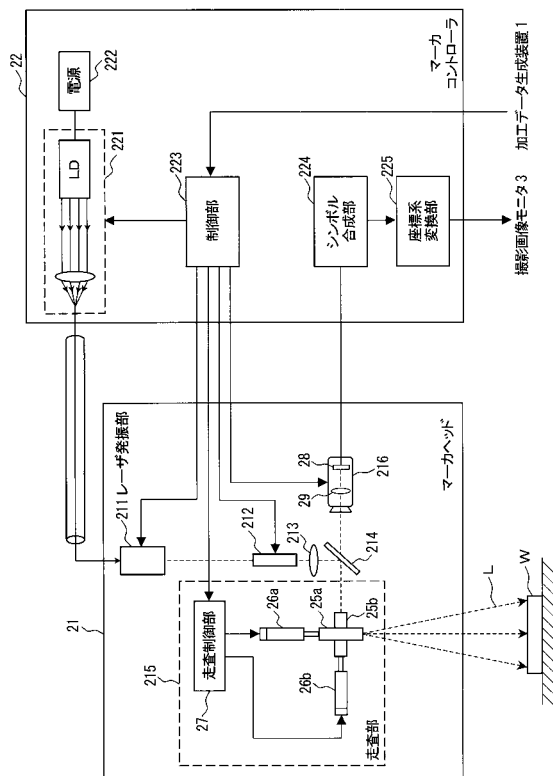 22
電源
222
LD
221
マーカ
コントローラ
223
制御部
224
シンボル
合成部
225
座標系
変換部
加工データ生成装置1
撮影画像モニタ3
21
211 レーザ発振部
マーカヘッド
212
213
214
28
29
216
215
走査制御部
27
26a
25a
25b
26b
走査部
L
W